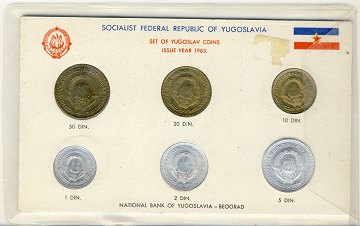 SOCIALIST FEDERAL REPUBLIC OF YUGOSLAVIA
SET OF YUGOSLAV COINS
ISSUE YEAR 1963.
50 DIN.
20 DIN.
10 DIN.
1 DIN.
2 DIN.
5 DIN.
NATIONAL BANK OF YUGOSLAVIA – BEOGRAD